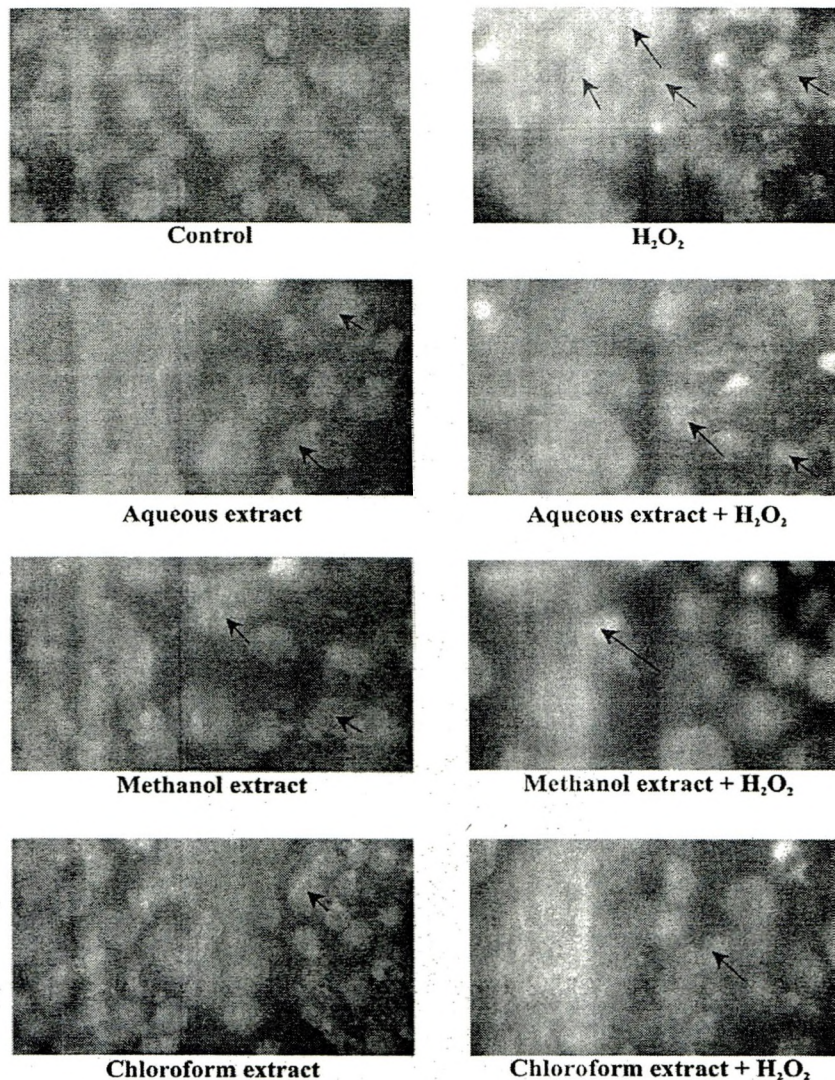 Control
H₂O₂
Aqueous extract
Aqueous extract + H₂O₂
Methanol extract
Methanol extract + H₂O₂
Chloroform extract
Chloroform extract + H₂O₂